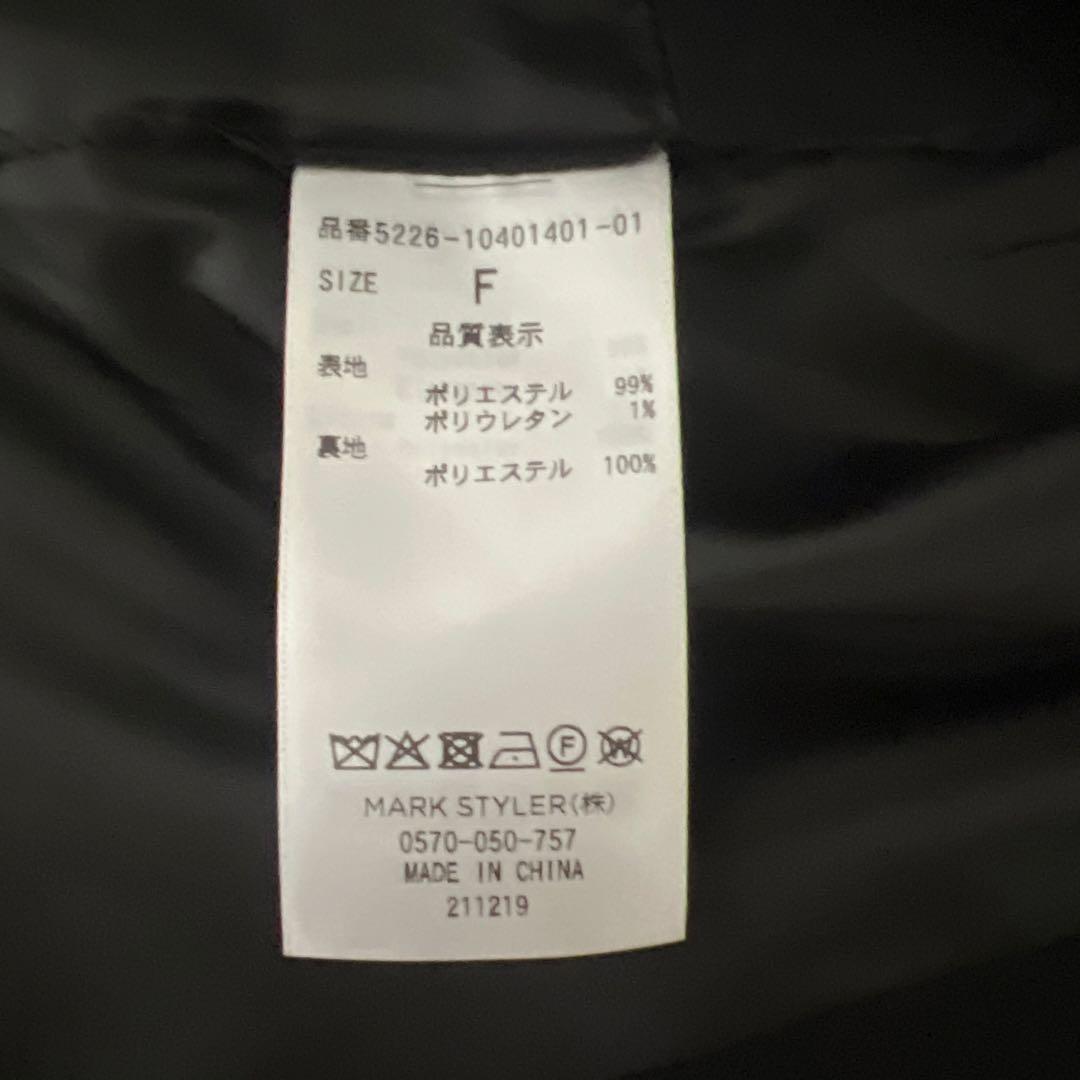 品番5226-10401401-01
SIZE F
品質表示
表地
ポリエステル 99%
ポリウレタン 1%
裏地
ポリエステル 100%
F W
MARK STYLER(株)
0570-050-757
MADE IN CHINA
211219